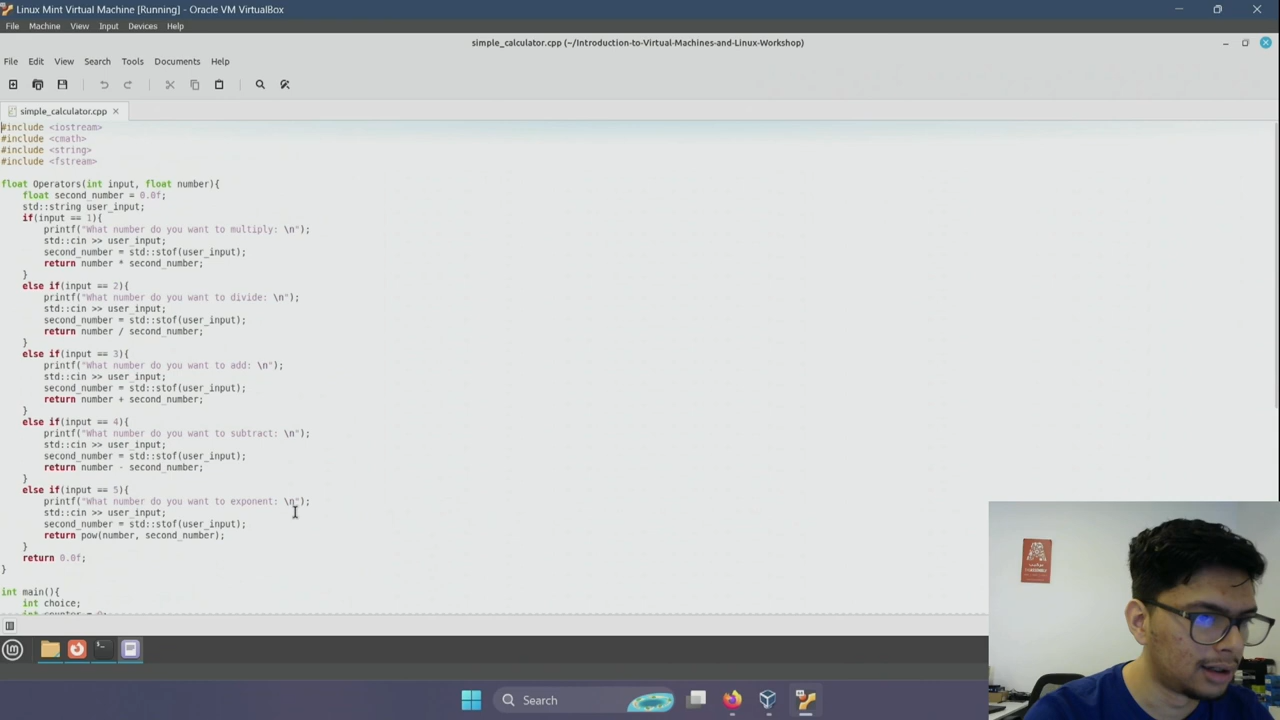 Linux Mint Virtual Machine [Running] - Oracle VM VirtualBox
File Machine View Input Devices Help
simple_calculator.cpp (~/Introduction-to-Virtual-Machines-and-Linux-Workshop)
File Edit View Search Tools Documents Help
simple_calculator.cpp
#include <iostream>
#include <cmath>
#include <string>
#include <fstream>
float Operators(int input, float number){
float second_number = 0.0f;
std::string user_input;
if(input == 1){
printf("What number do you want to multiply: \n");
std::cin >> user_input;
second_number = std::stof(user_input);
return number * second_number;
}
else if(input == 2){
printf("What number do you want to divide: \n");
std::cin >> user_input;
second_number = std::stof(user_input);
return number / second_number;
}
else if(input == 3){
printf("What number do you want to add: \n");
std::cin >> user_input;
second_number = std::stof(user_input);
return number + second_number;
}
else if(input == 4){
printf("What number do you want to subtract: \n");
std::cin >> user_input;
second_number = std::stof(user_input);
return number - second_number;
}
else if(input == 5){
printf("What number do you want to exponent: \n");
std::cin >> user_input;
second_number = std::stof(user_input);
return pow(number, second_number);
}
return 0.0f;
}
int main(){
int choice;
int counter = 0;
Search